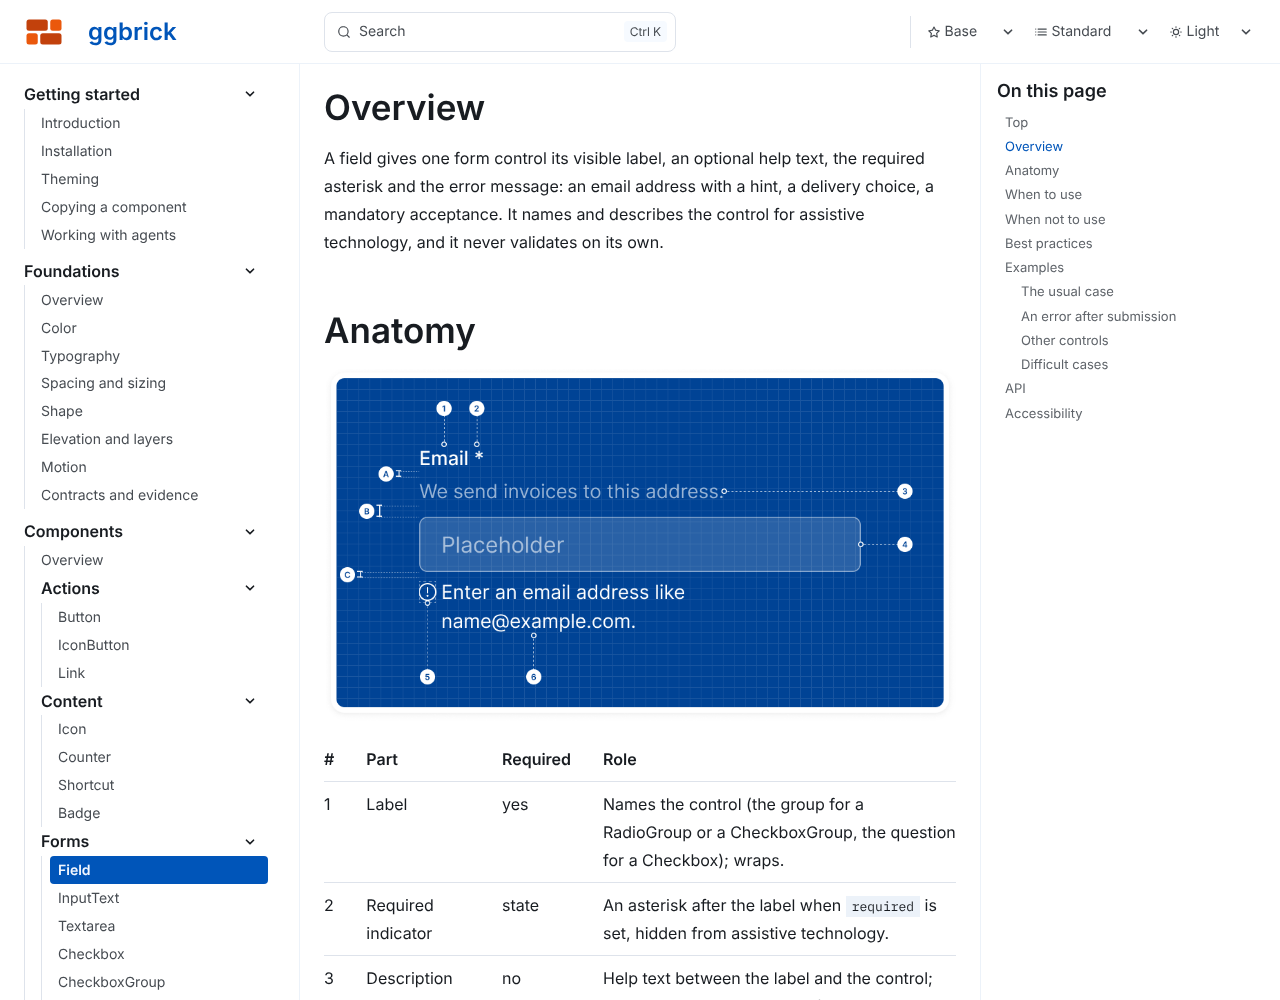 ggbrick
Search
Ctrl K
Base
Standard
Light
Getting started
Introduction
Installation
Theming
Copying a component
Working with agents
Foundations
Overview
Color
Typography
Spacing and sizing
Shape
Elevation and layers
Motion
Contracts and evidence
Components
Overview
Actions
Button
IconButton
Link
Content
Icon
Counter
Shortcut
Badge
Forms
Field
InputText
Textarea
Checkbox
CheckboxGroup
Overview
A field gives one form control its visible label, an optional help text, the required
asterisk and the error message: an email address with a hint, a delivery choice, a
mandatory acceptance. It names and describes the control for assistive
technology, and it never validates on its own.
Anatomy
1 2
Email *
A
We send invoices to this address.
3
B
Placeholder
4
C
Enter an email address like
name@example.com.
5 6
# Part Required Role
1 Label yes Names the control (the group for a
RadioGroup or a CheckboxGroup, the question
for a Checkbox); wraps.
2 Required state An asterisk after the label when required is
indicator set, hidden from assistive technology.
3 Description no Help text between the label and the control;
On this page
Top
Overview
Anatomy
When to use
When not to use
Best practices
Examples
The usual case
An error after submission
Other controls
Difficult cases
API
Accessibility